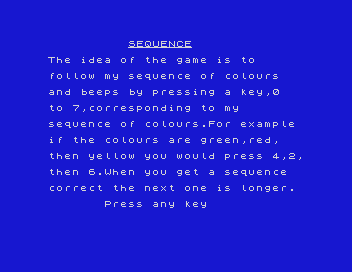 SEQUENCE
The idea of the game is to
follow my sequence of colours
and beeps by pressing a key,0
to 7,corresponding to my
sequence of colours.For example
if the colours are green,red,
then yellow you would press 4,2,
then 6.When you get a sequence
correct the next one is longer.
Press any key